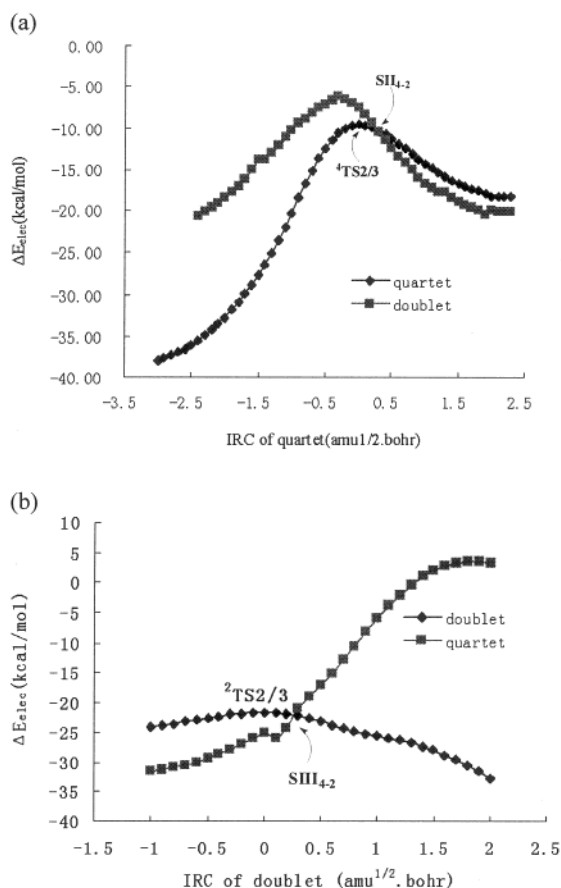 (a)
0.00
-5.00
-10.00
-15.00
-20.00
-25.00
-30.00
-35.00
-40.00
ΔEelec(kcal/mol)
SII4-2
4TS2/3
quartet
doublet
-3.5 -2.5 -1.5 -0.5 0.5 1.5 2.5
IRC of quartet(amu1/2.bohr)
(b)
10
5
0
-5
-10
-15
-20
-25
-30
-35
-40
ΔEelec(kcal/mol)
doublet
quartet
2TS2/3
SIII4-2
-1.5 -1 -0.5 0 0.5 1 1.5 2 2.5
IRC of doublet (amu1/2.bohr)